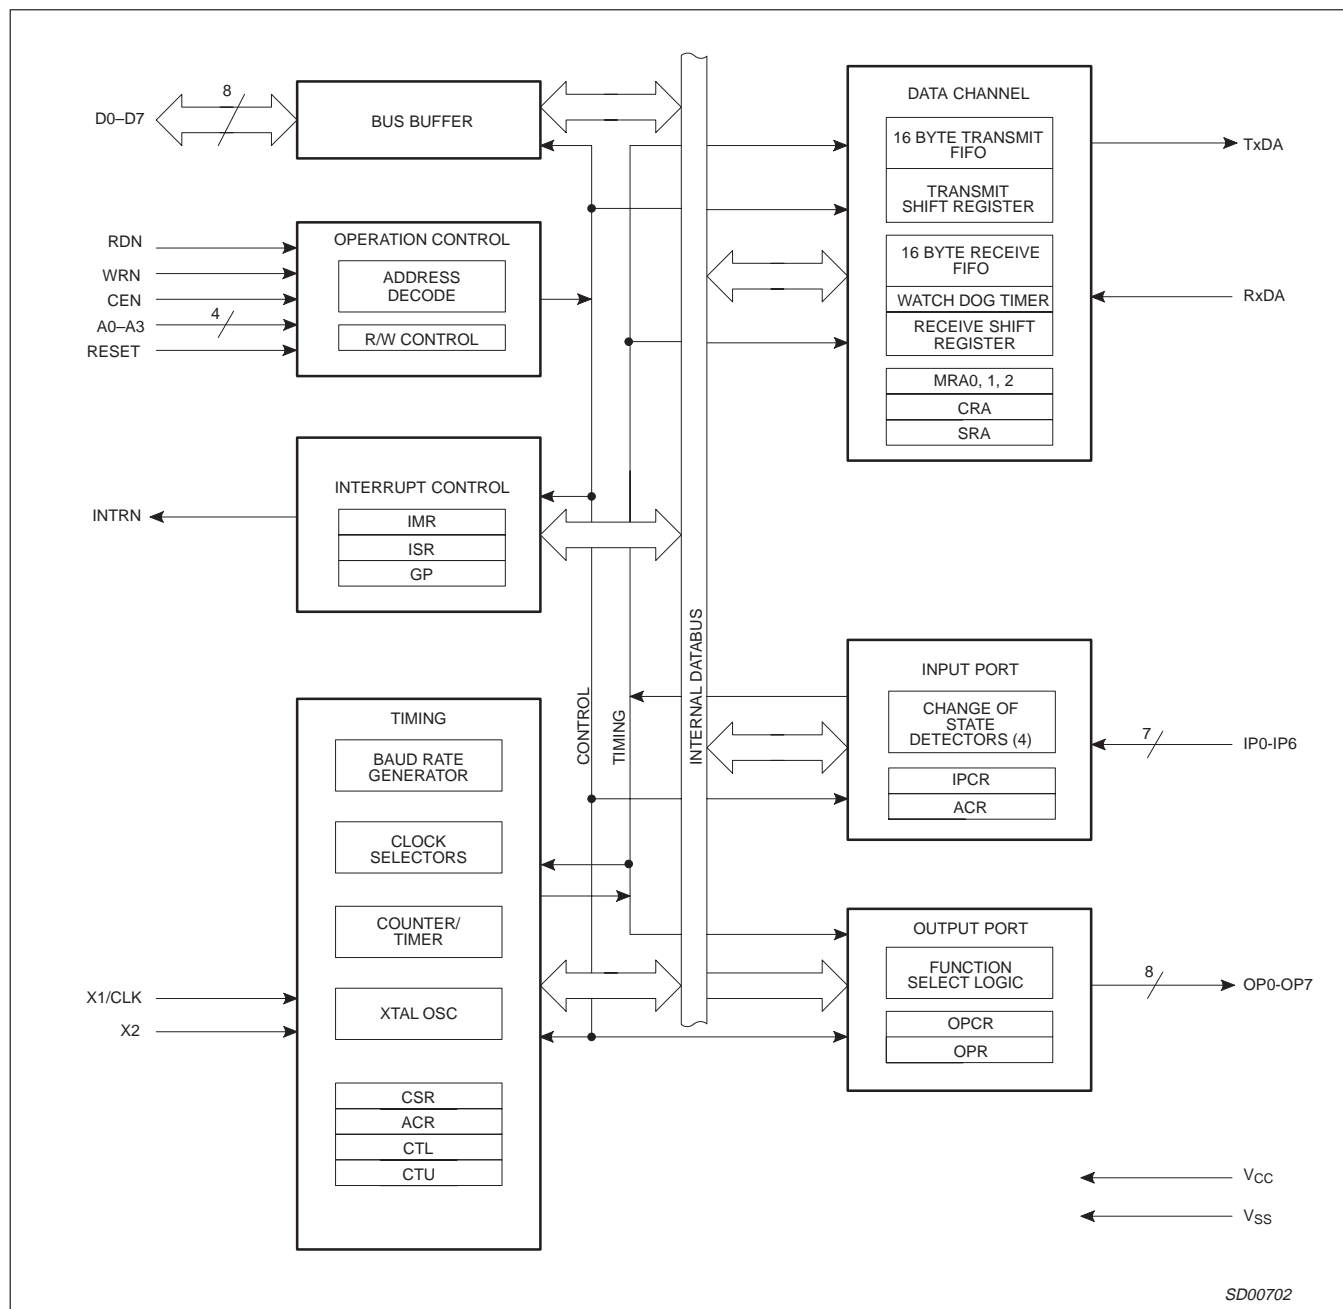 D0–D7
8
BUS BUFFER
RDN
WRN
CEN
A0–A3
4
RESET
OPERATION CONTROL
ADDRESS
DECODE
R/W CONTROL
INTRN
INTERRUPT CONTROL
IMR
ISR
GP
TIMING
BAUD RATE
GENERATOR
CLOCK
SELECTORS
COUNTER/
TIMER
X1/CLK
X2
XTAL OSC
CSR
ACR
CTL
CTU
CONTROL
TIMING
INTERNAL DATABUS
DATA CHANNEL
16 BYTE TRANSMIT
FIFO
TRANSMIT
SHIFT REGISTER
16 BYTE RECEIVE
FIFO
WATCH DOG TIMER
RECEIVE SHIFT
REGISTER
MRA0, 1, 2
CRA
SRA
TxDA
RxDA
INPUT PORT
CHANGE OF
STATE
DETECTORS (4)
IPCR
ACR
7
IP0-IP6
OUTPUT PORT
FUNCTION
SELECT LOGIC
OPCR
OPR
8
OP0-OP7
VCC
VSS
SD00702